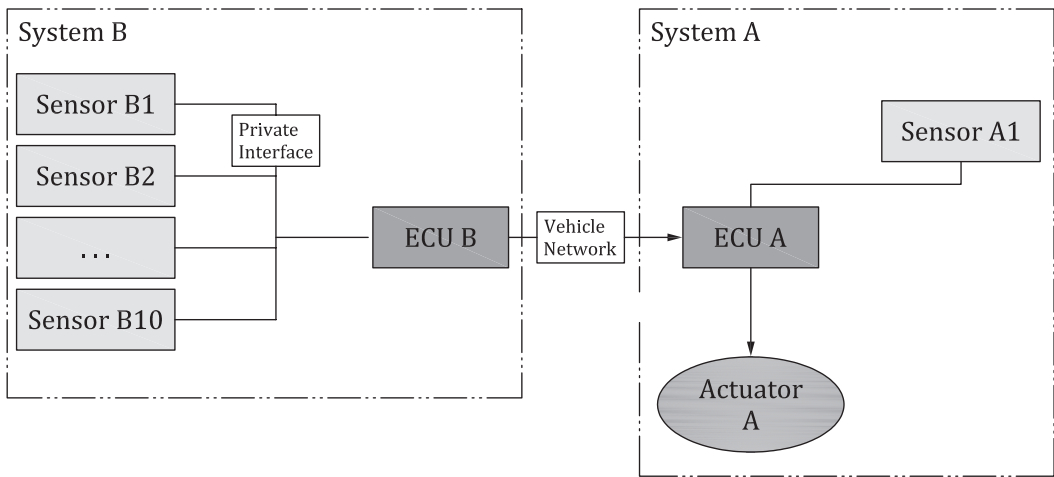 System B
Sensor B1
Private
Interface
Sensor B2
...
Sensor B10
ECU B
Vehicle
Network
System A
Sensor A1
ECU A
Actuator
A